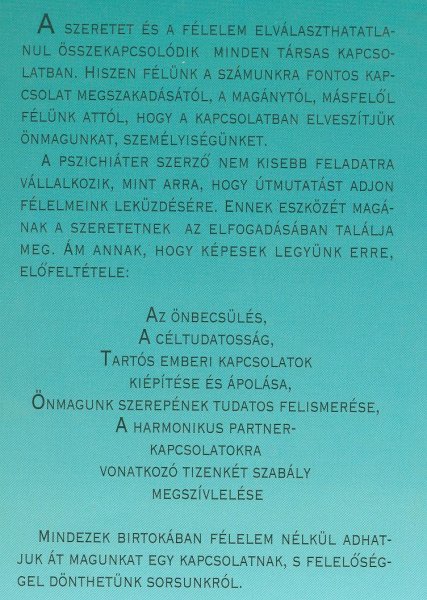 A SZERETET ÉS A FÉLELEM ELVÁLASZTHATATLA-
NUL ÖSSZEKAPCSOLÓDIK MINDEN TÁRSAS KAPCSO-
LATBAN. HISZEN FÉLÜNK A SZÁMUNKRA FONTOS KAP-
CSOLAT MEGSZAKADÁSÁTÓL, A MAGÁNYTÓL, MÁSFELŐL
FÉLÜNK ATTÓL, HOGY A KAPCSOLATBAN ELVESZÍTJÜK
ÖNMAGUNKAT, SZEMÉLYISÉGÜNKET.
A PSZICHIÁTER SZERZŐ NEM KISEBB FELADATRA
VÁLLALKOZIK, MINT ARRA, HOGY ÚTMUTATÁST ADJON
FÉLELMEINK LEKÜZDÉSÉRE. ENNEK ESZKÖZÉT MAGÁ-
NAK A SZERETETNEK AZ ELFOGADÁSÁBAN TALÁLJA
MEG. ÁM ANNAK, HOGY KÉPESEK LEGYÜNK ERRE,
ELŐFELTÉTELE:
AZ ÖNBECSÜLÉS,
A CÉLTUDATOSSÁG,
TARTÓS EMBERI KAPCSOLATOK
KIÉPÍTÉSE ÉS ÁPOLÁSA,
ÖNMAGUNK SZEREPÉNEK TUDATOS FELISMERÉSE,
A HARMONIKUS PARTNER-
KAPCSOLATOKRA
VONATKOZÓ TIZENKÉT SZABÁLY
MEGSZÍVLELÉSE
MINDEZEK BIRTOKÁBAN FÉLELEM NÉLKÜL ADHAT-
JUK ÁT MAGUNKAT EGY KAPCSOLATNAK, S FELELŐSÉG-
GEL DÖNTHETÜNK SORSUNKRÓL.